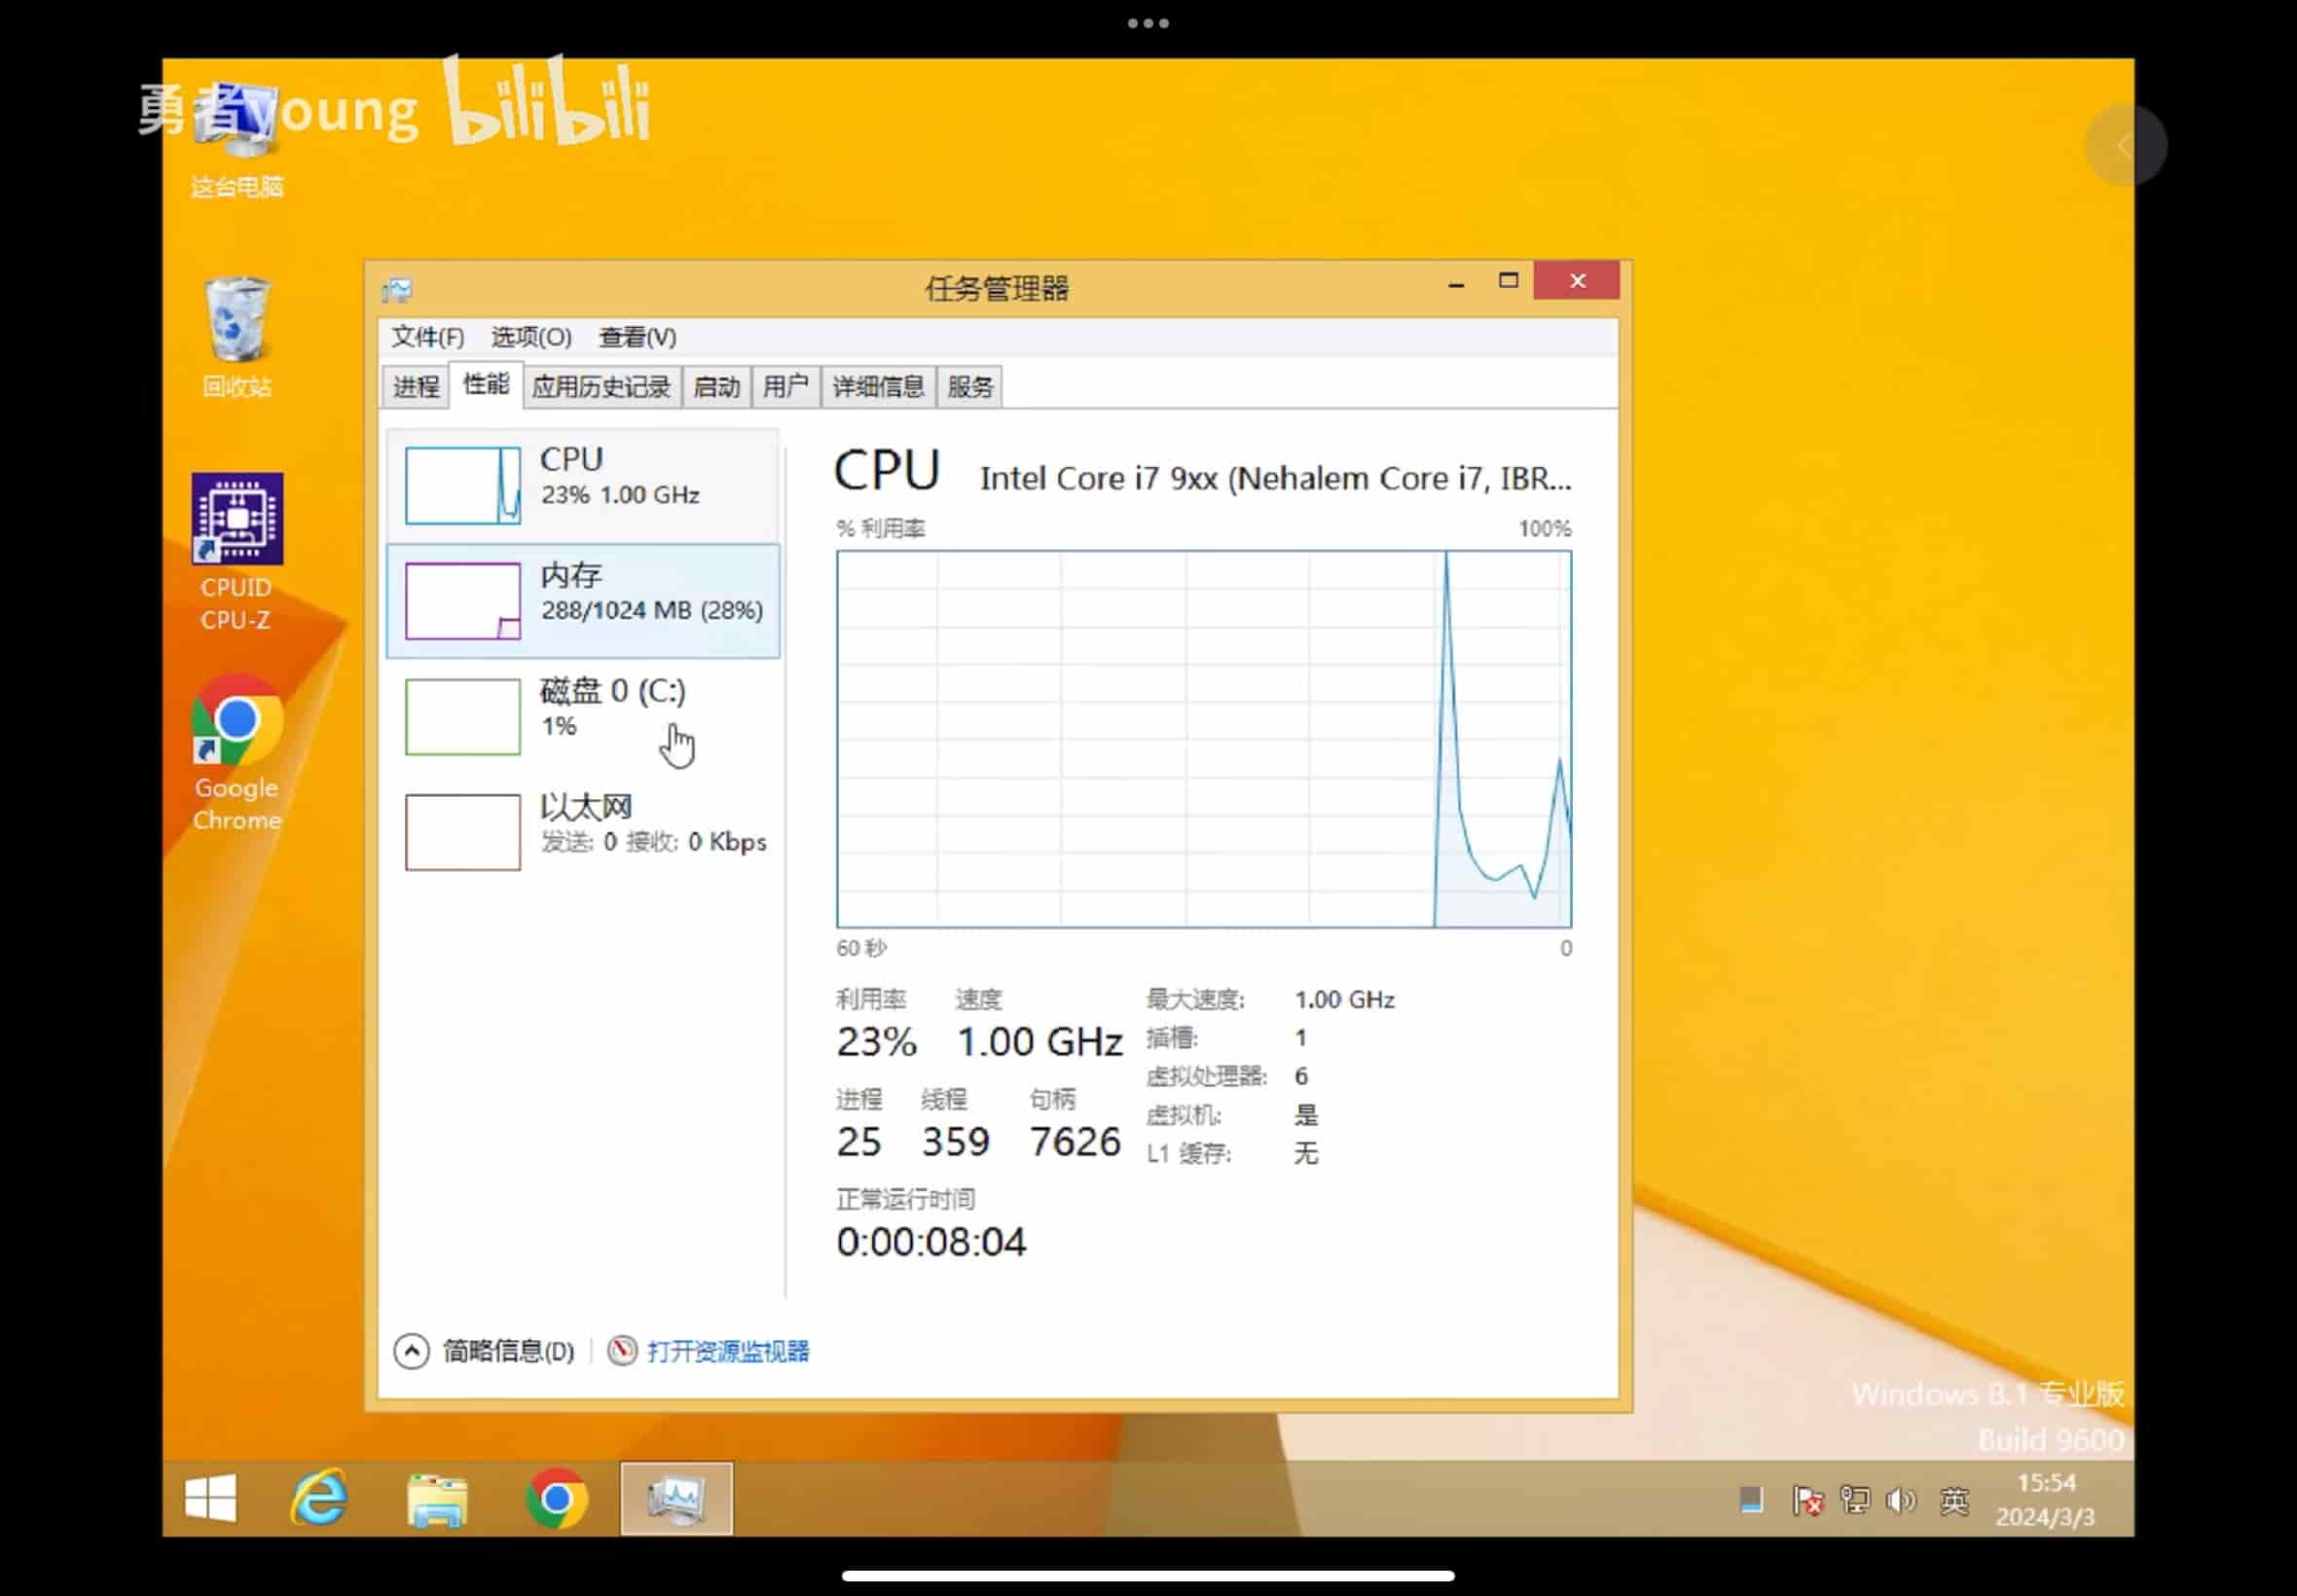 勇者young bilibili
这台电脑
回收站
CPUID
CPU-Z
Google
Chrome
任务管理器
文件(F) 选项(O) 查看(V)
进程 性能 应用历史记录 启动 用户 详细信息 服务
CPU
23% 1.00 GHz
内存
288/1024 MB (28%)
磁盘 0 (C:)
1%
以太网
发送: 0 接收: 0 Kbps
CPU Intel Core i7 9xx (Nehalem Core i7, IBR...
% 利用率 100%
60 秒 0
利用率 速度
23% 1.00 GHz
进程 线程 句柄
25 359 7626
正常运行时间
0:00:08:04
最大速度: 1.00 GHz
插槽: 1
虚拟处理器: 6
虚拟机: 是
L1 缓存: 无
简略信息(D) 打开资源监视器
Windows 8.1 专业版
Build 9600
英
15:54
2024/3/3